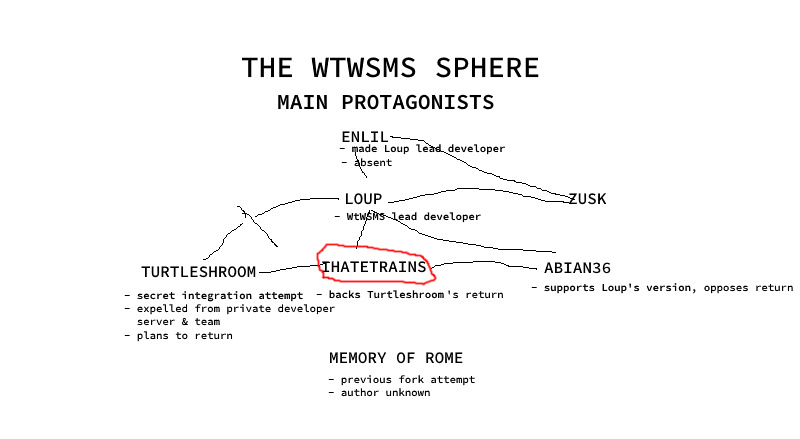 THE WTWSMS SPHERE
MAIN PROTAGONISTS
ENLIL
- made Loup lead developer
- absent
LOUP
ZUSK
- WtWSMS lead developer
TURTLESHROOM
IHATETRAINS
ABIAN36
- secret integration attempt
- expelled from private developer
server & team
- plans to return
- backs Turtleshroom's return
- supports Loup's version, opposes return
MEMORY OF ROME
- previous fork attempt
- author unknown